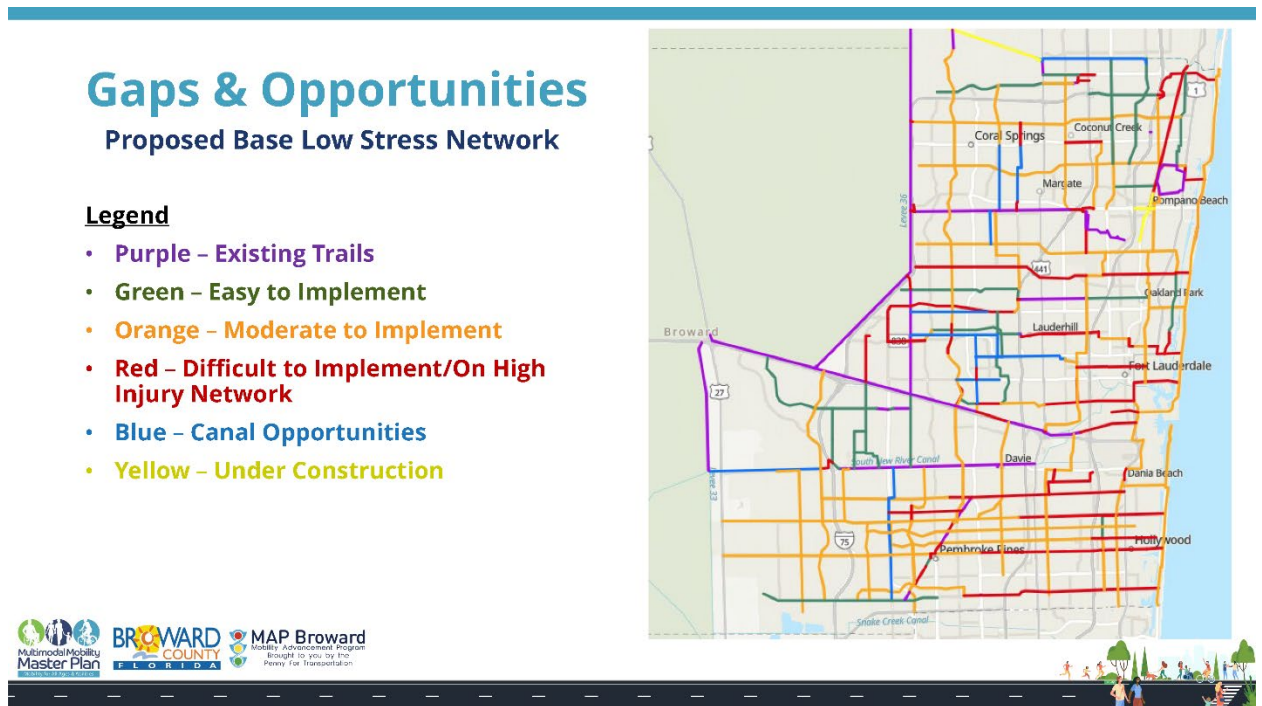 Gaps & Opportunities
Proposed Base Low Stress Network
Legend
• Purple – Existing Trails
• Green – Easy to Implement
• Orange – Moderate to Implement
• Red – Difficult to Implement/On High
Injury Network
• Blue – Canal Opportunities
• Yellow – Under Construction
1
Coral Springs
Coconut Creek
Margate
Pompano Beach
Levee 36
441
Oakland Park
Broward
Lauderhill
838
Fort Lauderdale
27
South New River Canal
Davie
Dania Beach
Levee 33
75
Pembroke Pines
Hollywood
Snake Creek Canal
Multimodal Mobility
Master Plan
BROWARD
COUNTY
FLORIDA
MAP Broward
Mobility Advancement Program
Brought to you by the
Penny For Transportation